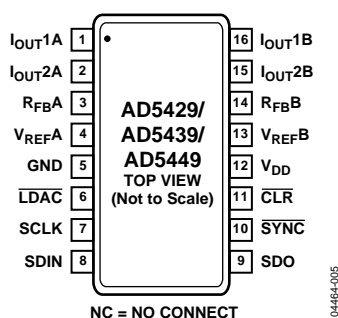 IOUT1A 1
16 IOUT1B
IOUT2A 2
15 IOUT2B
RFBA 3
14 RFBB
VREFA 4
13 VREFB
GND 5
12 VDD
LDAC 6
11 CLR
SCLK 7
10 SYNC
SDIN 8
9 SDO
AD5429/
AD5439/
AD5449
TOP VIEW
(Not to Scale)
NC = NO CONNECT
04464-005